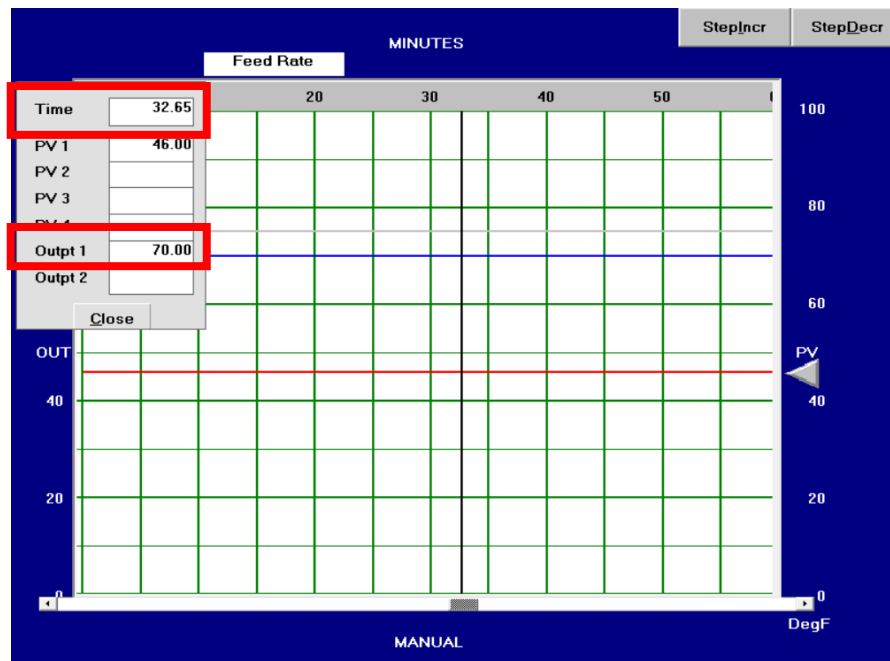 StepIncr StepDecr
MINUTES
Feed Rate
20 30 40 50
Time 32.65
100
PV 1 46.00
PV 2
PV 3
80
Outpt 1 70.00
Outpt 2
60
Close
OUT PV
40 40
20 20
0 0
DegF
MANUAL